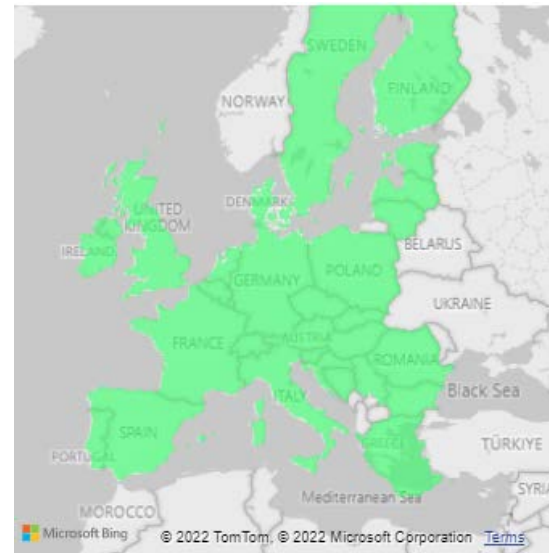 SWEDEN
FINLAND
NORWAY
DENMARK
UNITED
KINGDOM
IRELAND
BELARUS
GERMANY
POLAND
UKRAINE
FRANCE
AUSTRIA
ROMANIA
ITALY
Black Sea
SPAIN
PORTUGAL
GREECE
TÜRKIYE
Mediterranean Sea
SYRI
MOROCCO
Microsoft Bing
© 2022 TomTom, © 2022 Microsoft Corporation Terms